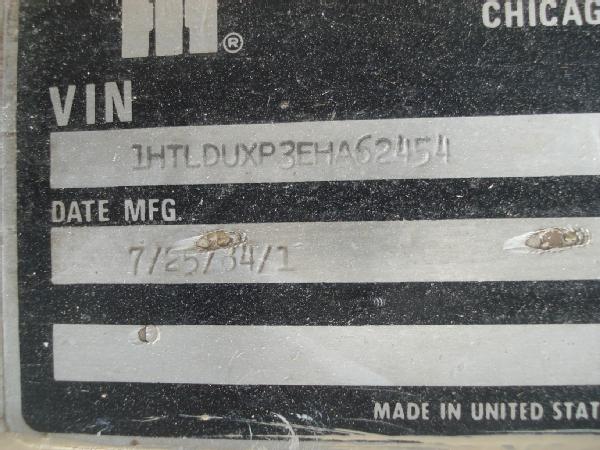 CHICAG
®
VIN
1HTLDUXP3EHA62454
DATE MFG
7/25/84/1
MADE IN UNITED STAT